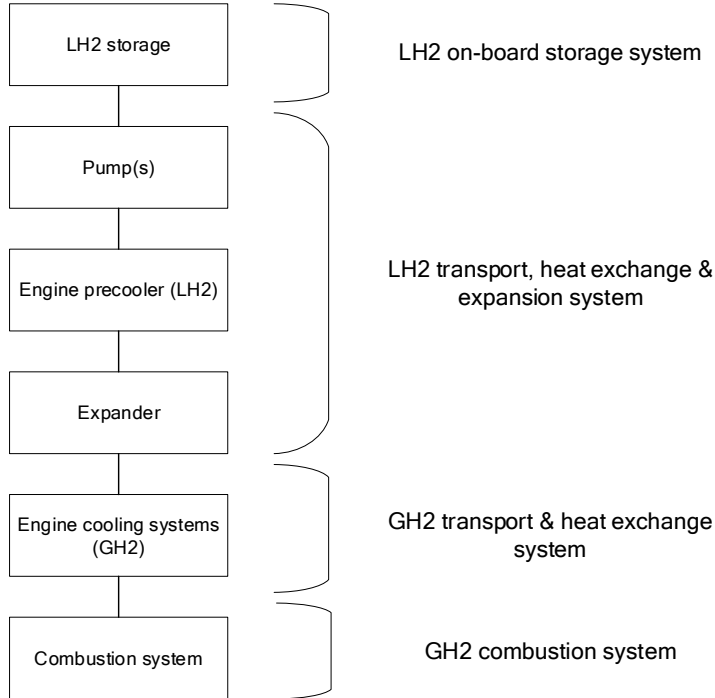 LH2 storage
LH2 on-board storage system
Pump(s)
Engine precooler (LH2)
LH2 transport, heat exchange &
expansion system
Expander
Engine cooling systems
(GH2)
GH2 transport & heat exchange
system
Combustion system
GH2 combustion system